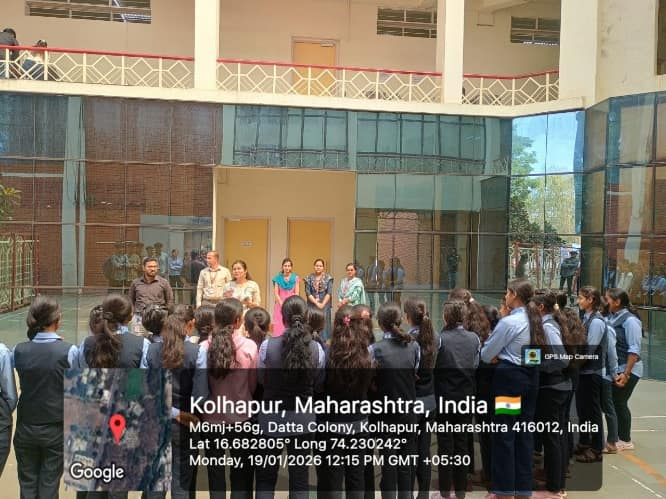 GPS Map Camera
Kolhapur, Maharashtra, India 🇮🇳
M6mj+56g, Datta Colony, Kolhapur, Maharashtra 416012, India
Lat 16.682805° Long 74.230242°
Monday, 19/01/2026 12:15 PM GMT +05:30
Google